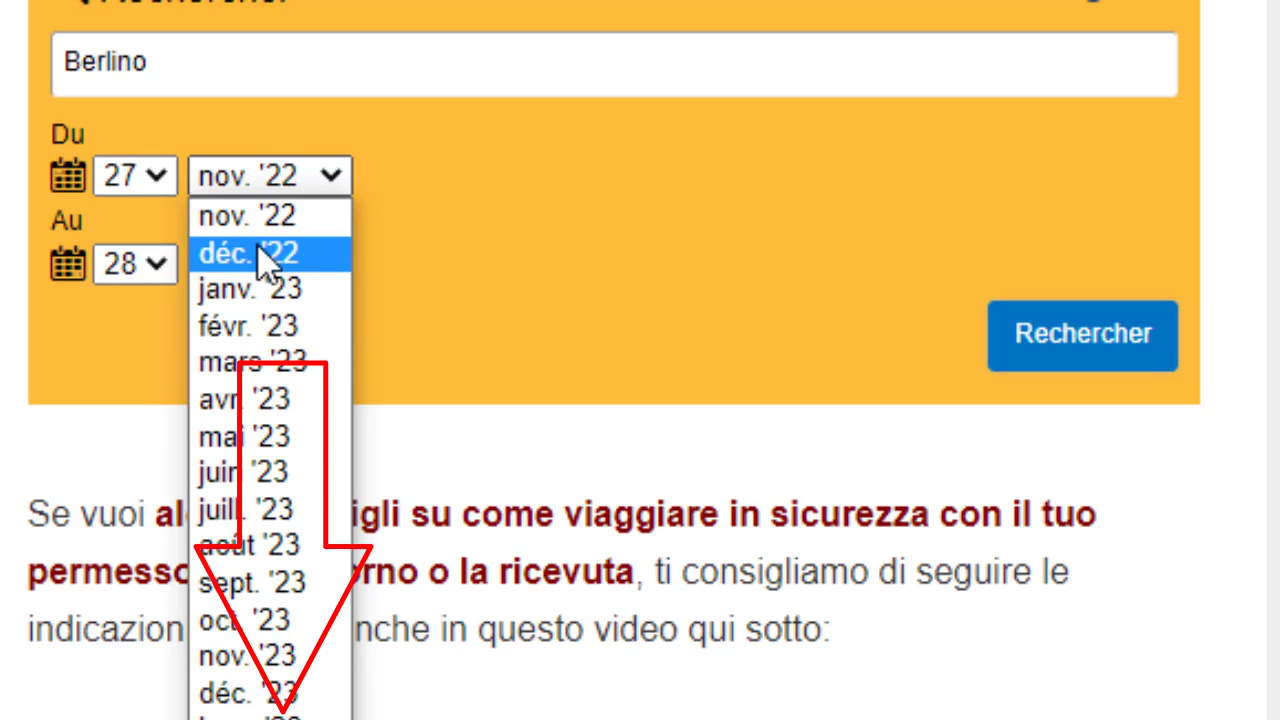 Berlino
Du
27 nov. '22
nov. '22
Au
déc. '22
28
janv. '23
févr. '23
Rechercher
mars '23
avr. '23
mai '23
juin '23
juill. '23
Se vuoi igli su come viaggiare in sicurezza con il tuo
août '23
permesso o la ricevuta, ti consigliamo di seguire le
sept. '23
oct. '23
in questo video qui sotto:
nov. '23
déc. '23